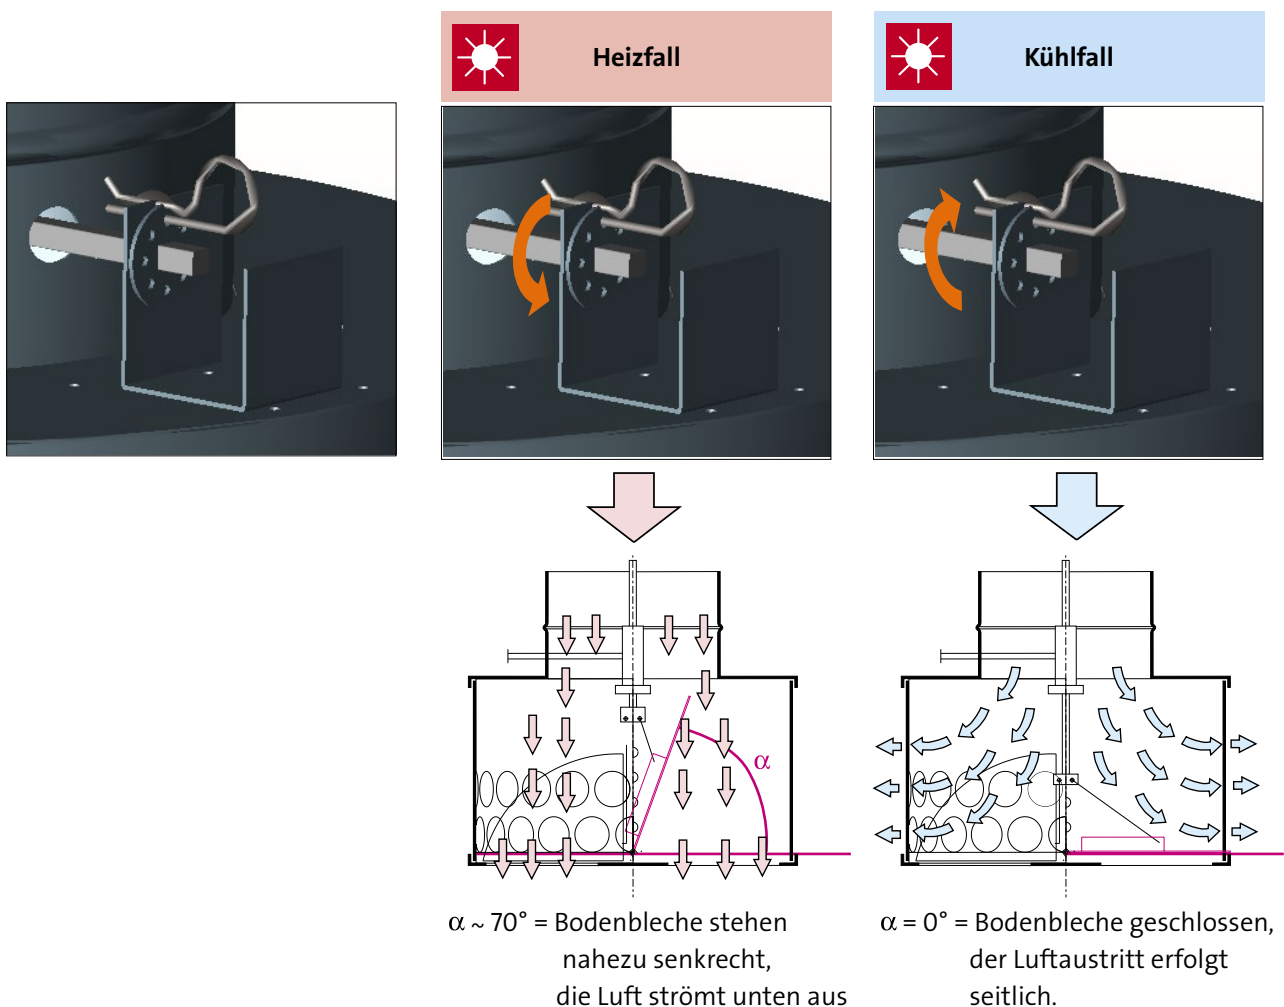 Heizfall
Kühlfall
α
α ~ 70° = Bodenbleche stehen
nahezu senkrecht,
die Luft strömt unten aus
α = 0° = Bodenbleche geschlossen,
der Luftaustritt erfolgt
seitlich.